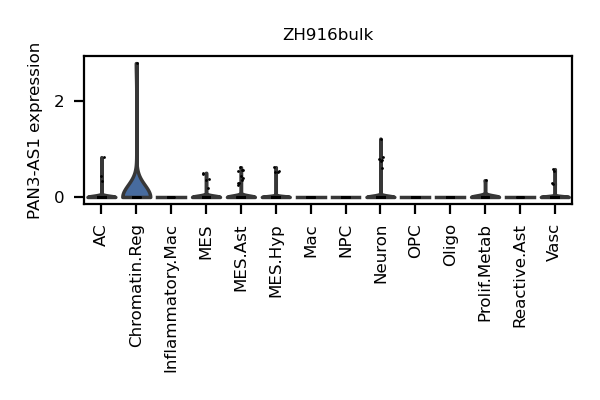 ZH916bulk
PAN3-AS1 expression
2
0
AC
Chromatin.Reg
Inflammatory.Mac
MES
MES.Ast
MES.Hyp
Mac
NPC
Neuron
OPC
Oligo
Prolif.Metab
Reactive.Ast
Vasc